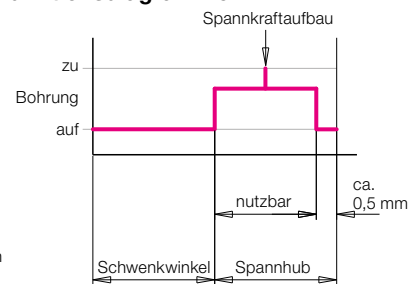 Spannkraftaufbau
zu
Bohrung
auf
nutzbar
ca.
0,5 mm
Schwenkwinkel
Spannhub